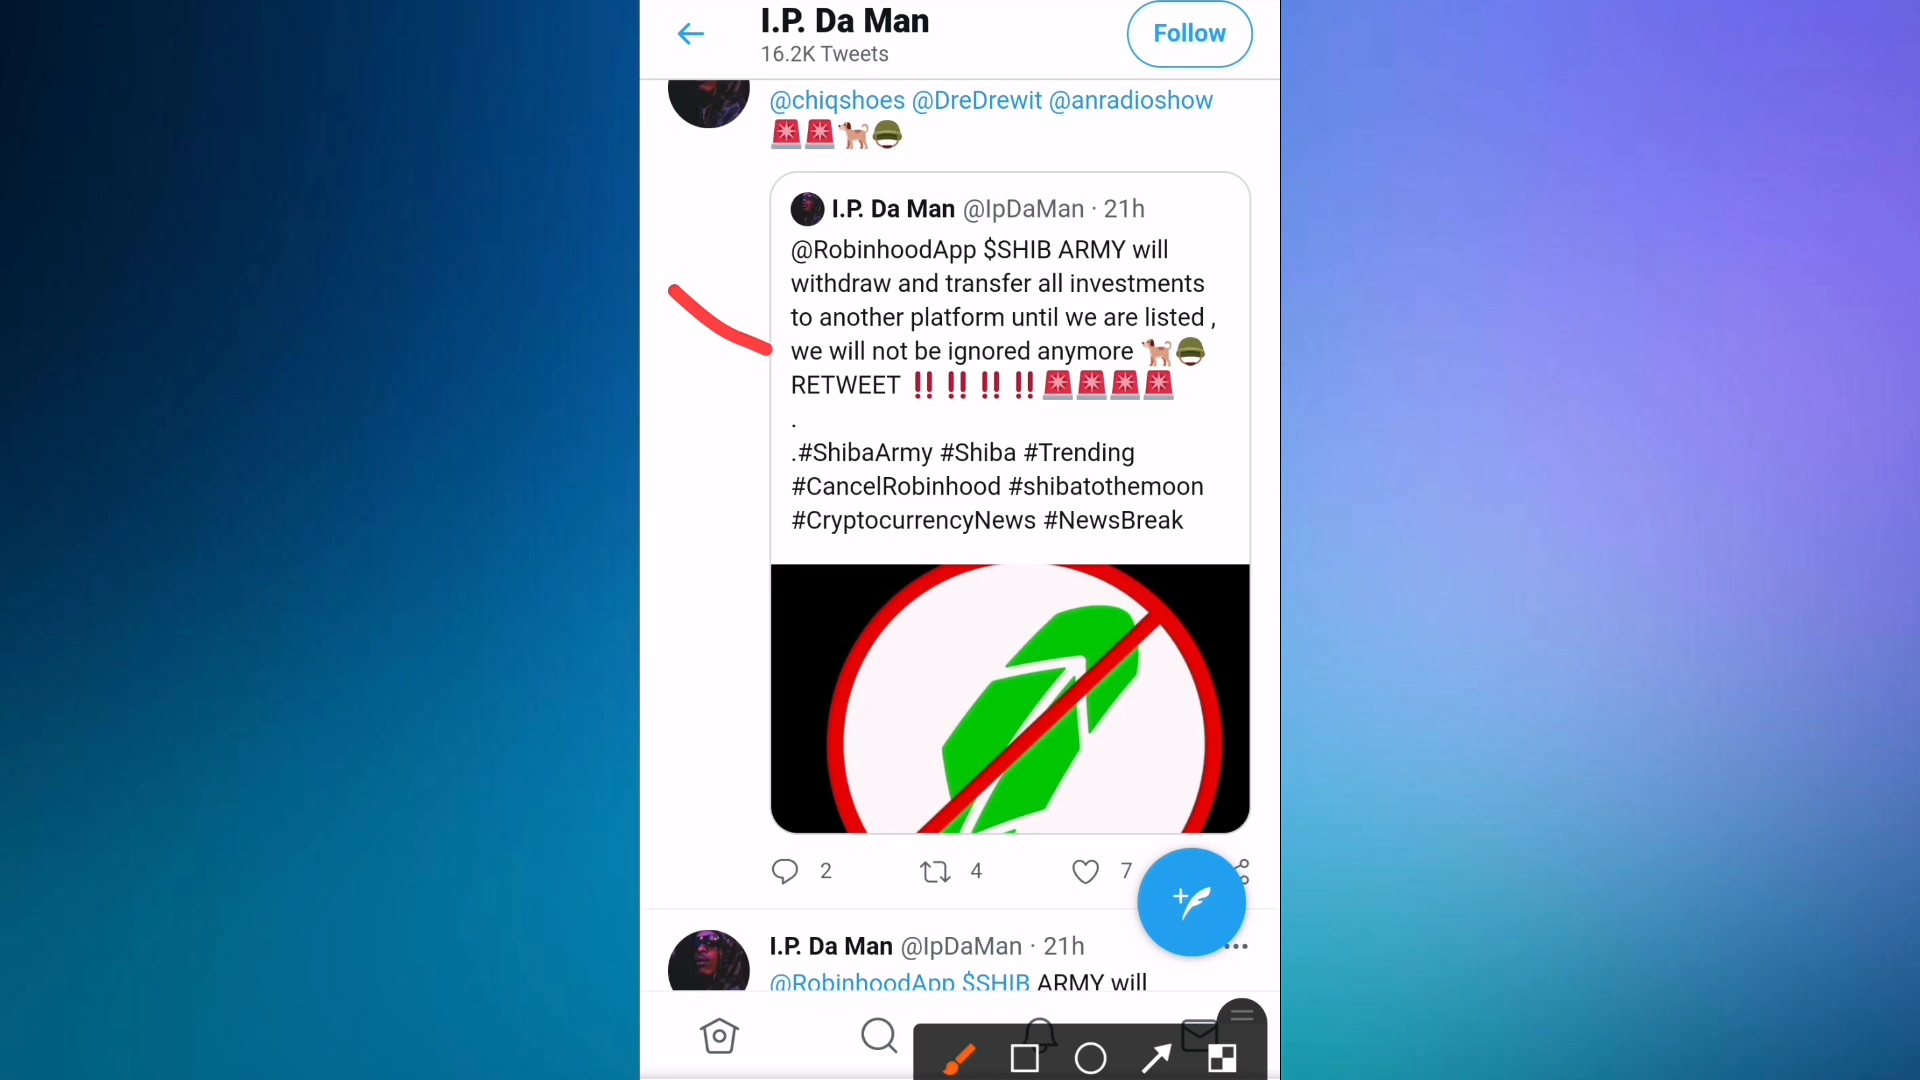 I.P. Da Man
16.2K Tweets
Follow
@chiqshoes @DreDrewit @anradioshow
🚨🚨🐕🪖
I.P. Da Man @IpDaMan · 21h
@RobinhoodApp $SHIB ARMY will
withdraw and transfer all investments
to another platform until we are listed ,
we will not be ignored anymore 🐕🪖
RETWEET ‼️ ‼️ ‼️ ‼️🚨🚨🚨🚨
.
.#ShibaArmy #Shiba #Trending
#CancelRobinhood #shibatothemoon
#CryptocurrencyNews #NewsBreak
2 4 7
I.P. Da Man @IpDaMan · 21h
@RobinhoodApp $SHIB ARMY will